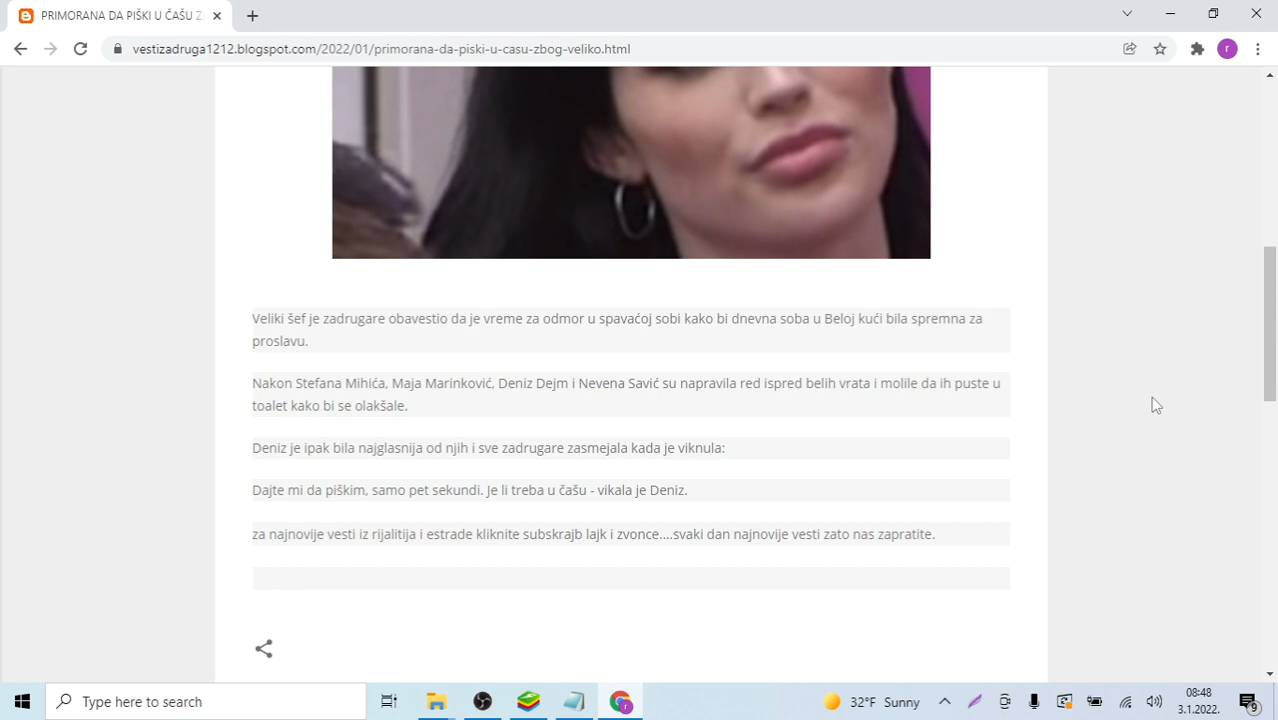 PRIMORANA DA PIŠKI U ČAŠU Z
vestizadruga1212.blogspot.com/2022/01/primorana-da-piski-u-casu-zbog-veliko.html
r
Veliki šef je zadrugare obavestio da je vreme za odmor u spavaćoj sobi kako bi dnevna soba u Beloj kući bila spremna za
proslavu.
Nakon Stefana Mihića, Maja Marinković, Deniz Dejm i Nevena Savić su napravila red ispred belih vrata i molile da ih puste u
toalet kako bi se olakšale.
Deniz je ipak bila najglasnija od njih i sve zadrugare zasmejala kada je viknula:
Dajte mi da piškim, samo pet sekundi. Je li treba u čašu - vikala je Deniz.
za najnovije vesti iz rijalitija i estrade kliknite subskrajb lajk i zvonce....svaki dan najnovije vesti zato nas zapratite.
Type here to search
r
32°F Sunny
08:48
3.1.2022.
9